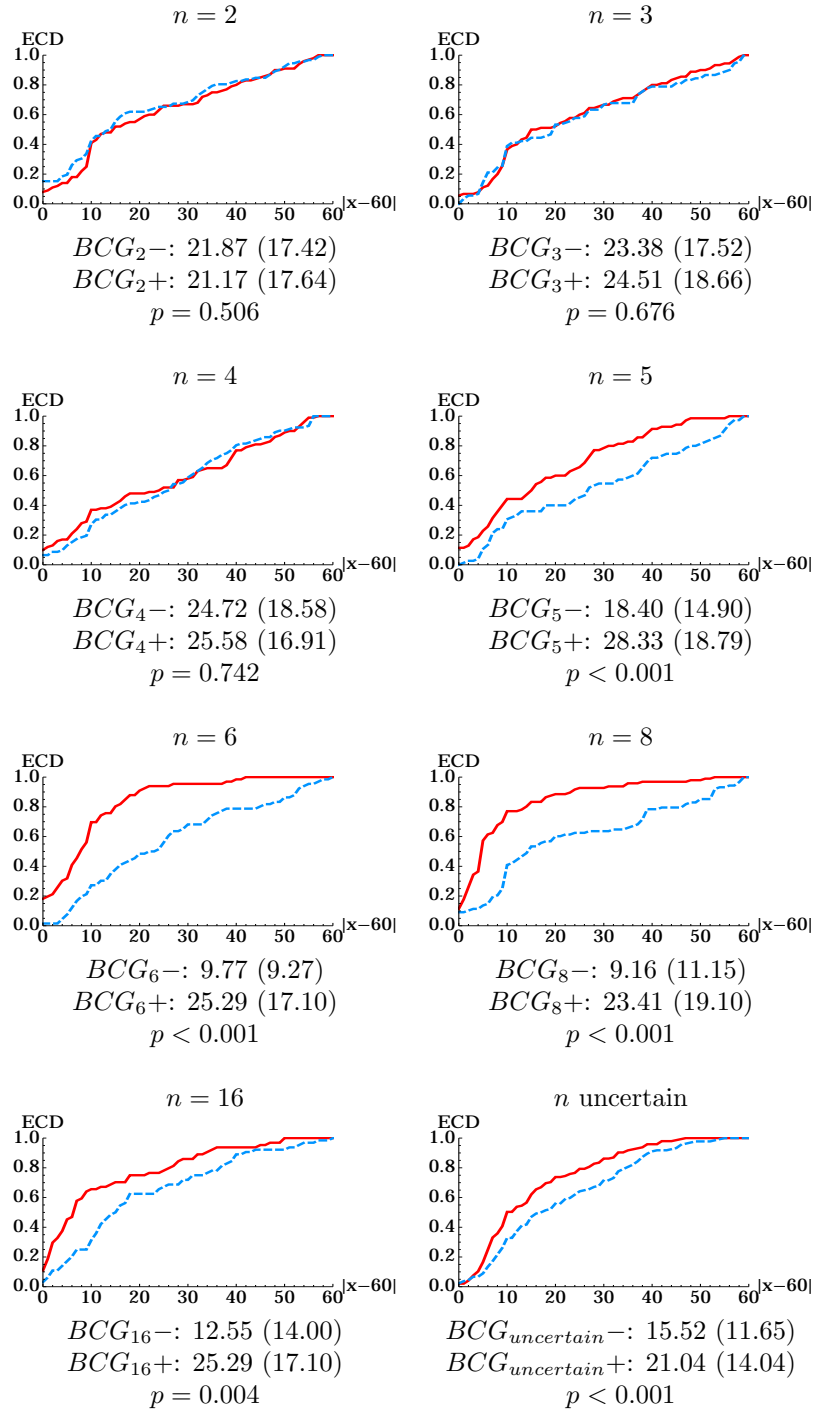 n = 2
ECD
1.0
0.8
0.6
0.4
0.2
0.0
0 10 20 30 40 50 60
|x−60|
BCG₂−: 21.87 (17.42)
BCG₂+: 21.17 (17.64)
p = 0.506
n = 3
ECD
1.0
0.8
0.6
0.4
0.2
0.0
0 10 20 30 40 50 60
|x−60|
BCG₃−: 23.38 (17.52)
BCG₃+: 24.51 (18.66)
p = 0.676
n = 4
ECD
1.0
0.8
0.6
0.4
0.2
0.0
0 10 20 30 40 50 60
|x−60|
BCG₄−: 24.72 (18.58)
BCG₄+: 25.58 (16.91)
p = 0.742
n = 5
ECD
1.0
0.8
0.6
0.4
0.2
0.0
0 10 20 30 40 50 60
|x−60|
BCG₅−: 18.40 (14.90)
BCG₅+: 28.33 (18.79)
p < 0.001
n = 6
ECD
1.0
0.8
0.6
0.4
0.2
0.0
0 10 20 30 40 50 60
|x−60|
BCG₆−: 9.77 (9.27)
BCG₆+: 25.29 (17.10)
p < 0.001
n = 8
ECD
1.0
0.8
0.6
0.4
0.2
0.0
0 10 20 30 40 50 60
|x−60|
BCG₈−: 9.16 (11.15)
BCG₈+: 23.41 (19.10)
p < 0.001
n = 16
ECD
1.0
0.8
0.6
0.4
0.2
0.0
0 10 20 30 40 50 60
|x−60|
BCG₁₆−: 12.55 (14.00)
BCG₁₆+: 25.29 (17.10)
p = 0.004
n uncertain
ECD
1.0
0.8
0.6
0.4
0.2
0.0
0 10 20 30 40 50 60
|x−60|
BCG_uncertain−: 15.52 (11.65)
BCG_uncertain+: 21.04 (14.04)
p < 0.001